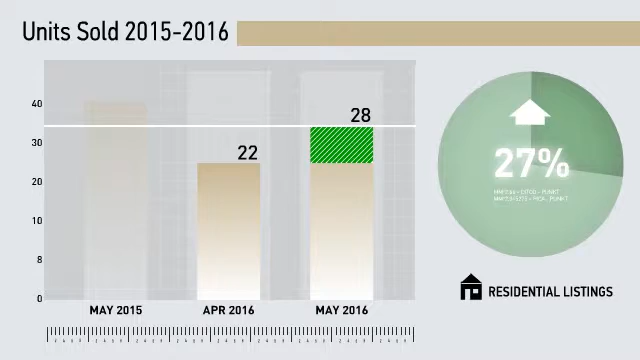 Units Sold 2015-2016
40
30
20
10
8
0
22
28
MAY 2015
APR 2016
MAY 2016
27%
RESIDENTIAL LISTINGS